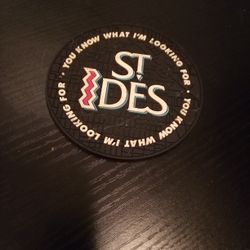 YOU KNOW WHAT I'M LOOKING FOR •
YOU KNOW WHAT I'M LOOKING FOR •
ST.
IDES